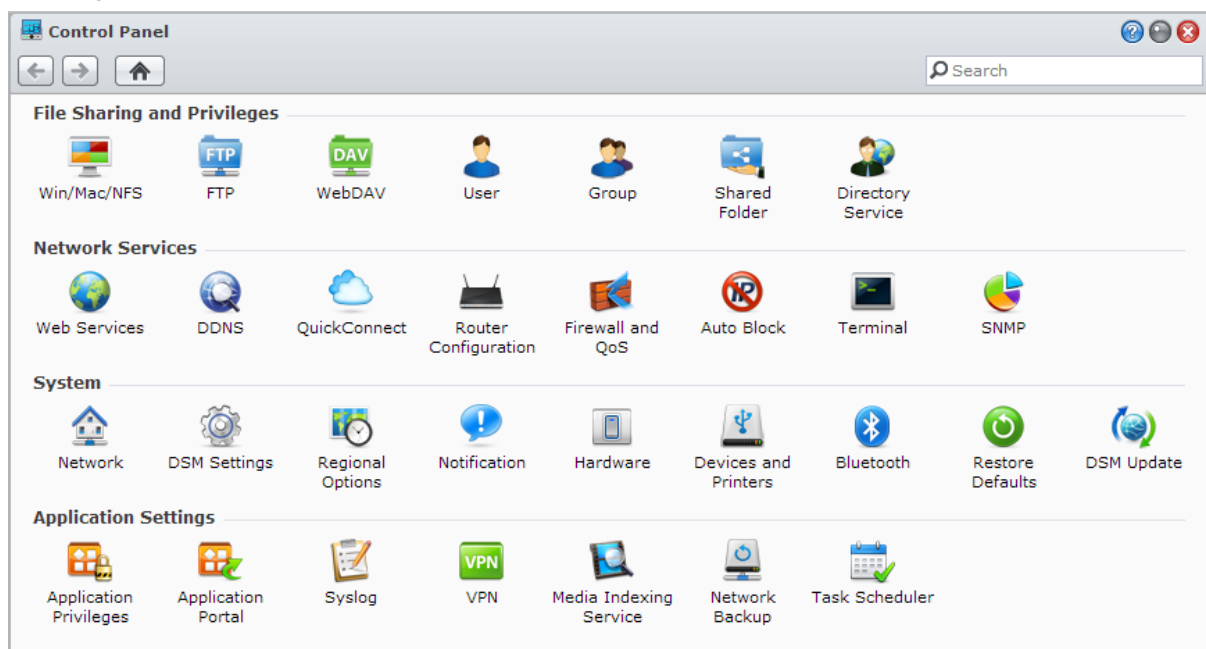 Control Panel
Search
File Sharing and Privileges
FTP
DAV
Win/Mac/NFS
FTP
WebDAV
User
Group
Shared
Folder
Directory
Service
Network Services
IP
Web Services
DDNS
QuickConnect
Router
Configuration
Firewall and
QoS
Auto Block
Terminal
SNMP
System
Network
DSM Settings
Regional
Options
Notification
Hardware
Devices and
Printers
Bluetooth
Restore
Defaults
DSM Update
Application Settings
VPN
Application
Privileges
Application
Portal
Syslog
VPN
Media Indexing
Service
Network
Backup
Task Scheduler